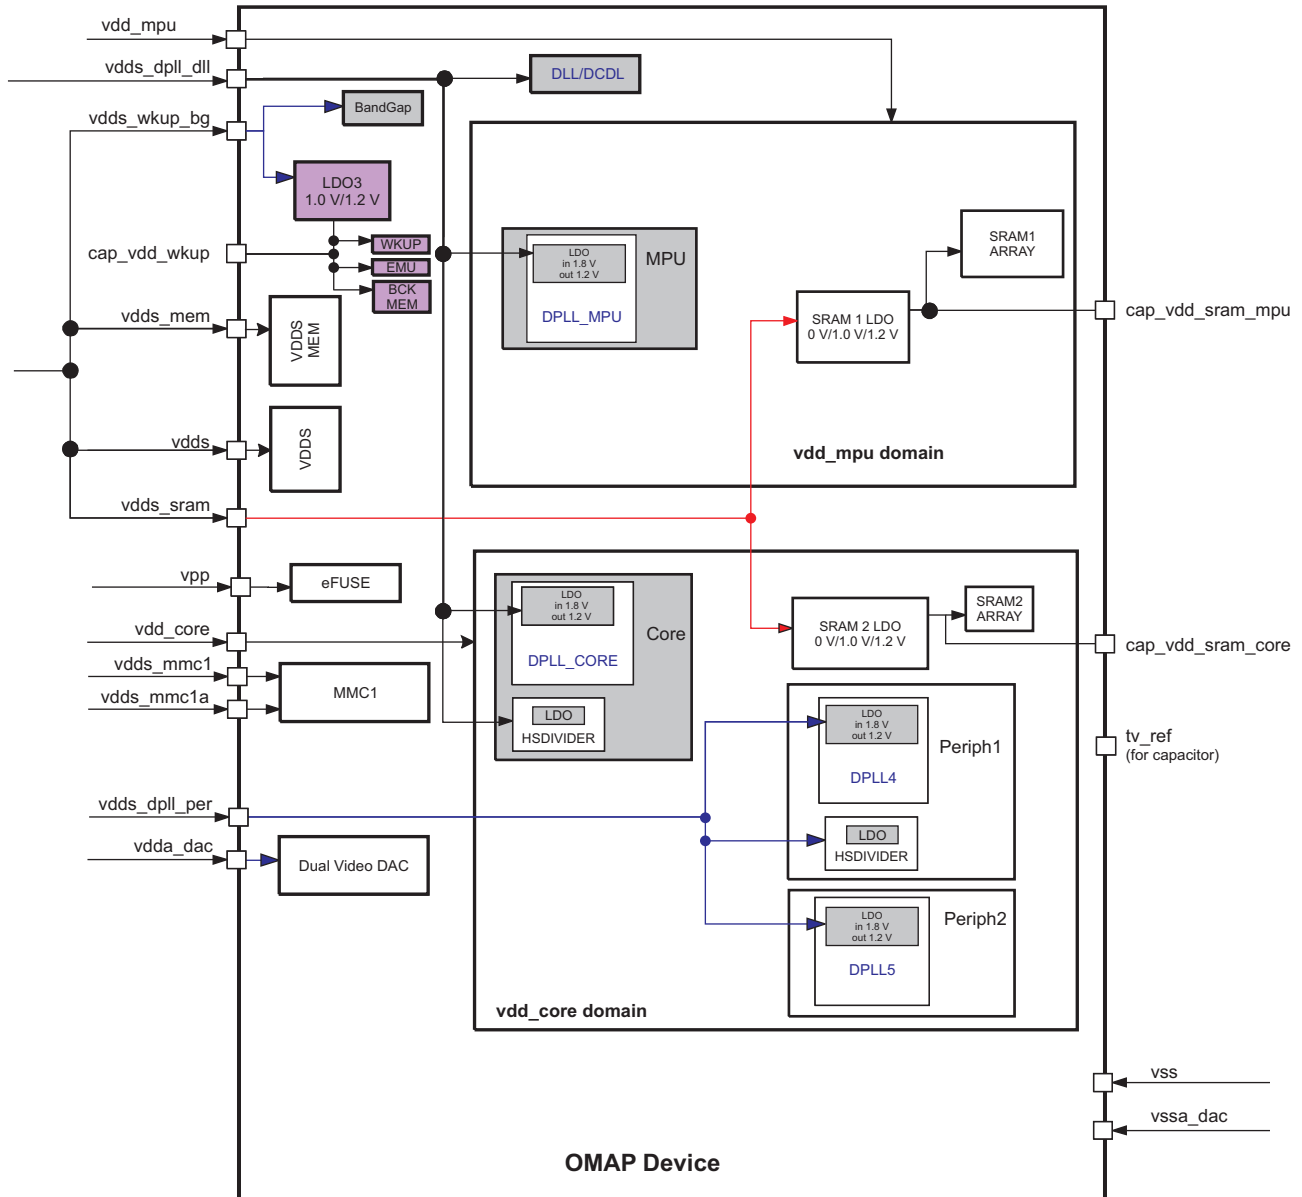 vdd_mpu
vdds_dpll_dll
DLL/DCDL
vdds_wkup_bg
BandGap
LDO3
1.0 V/1.2 V
cap_vdd_wkup
WKUP
EMU
BCK
MEM
vdds_mem
VDDS
MEM
vdds
VDDS
vdds_sram
LDO
in 1.8 V
out 1.2 V
MPU
DPLL_MPU
SRAM1
ARRAY
SRAM 1 LDO
0 V/1.0 V/1.2 V
cap_vdd_sram_mpu
vdd_mpu domain
vpp
eFUSE
vdd_core
vdds_mmc1
vdds_mmc1a
MMC1
LDO
in 1.8 V
out 1.2 V
Core
DPLL_CORE
LDO
HSDIVIDER
SRAM 2 LDO
0 V/1.0 V/1.2 V
SRAM2
ARRAY
cap_vdd_sram_core
LDO
in 1.8 V
out 1.2 V
Periph1
DPLL4
LDO
HSDIVIDER
tv_ref
(for capacitor)
vdds_dpll_per
vdda_dac
Dual Video DAC
LDO
in 1.8 V
out 1.2 V
Periph2
DPLL5
vdd_core domain
vss
vssa_dac
OMAP Device